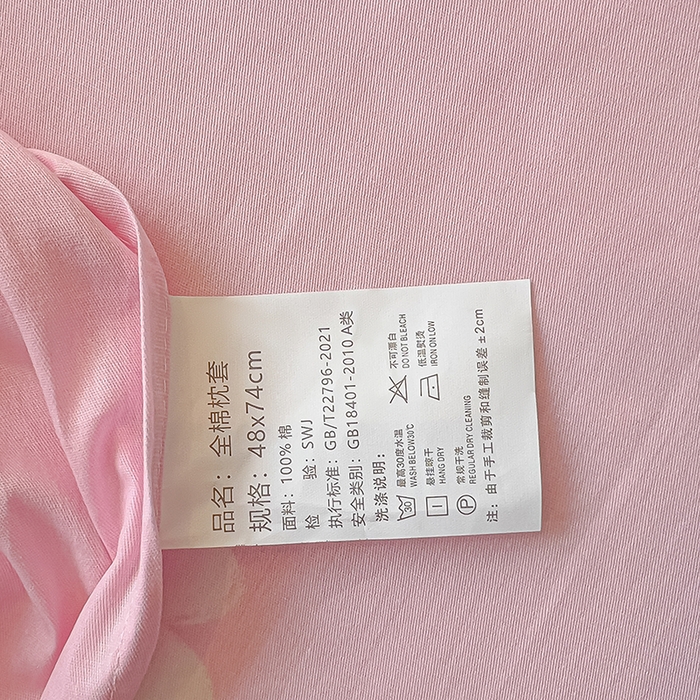 品名：全棉枕套
规格：48x74cm
面料：100%棉
检 验：SWJ
执行标准：GB/T22796-2021
安全类别：GB18401-2010 A类
洗涤说明：
30 最高30度水温 不可漂白
WASH BELOW30℃ DO NOT BLEACH
悬挂晾干 低温熨烫
HANG DRY IRON ON LOW
P 常规干洗
REGULAR DRY CLEANING
注：由于手工裁剪和缝制误差±2cm